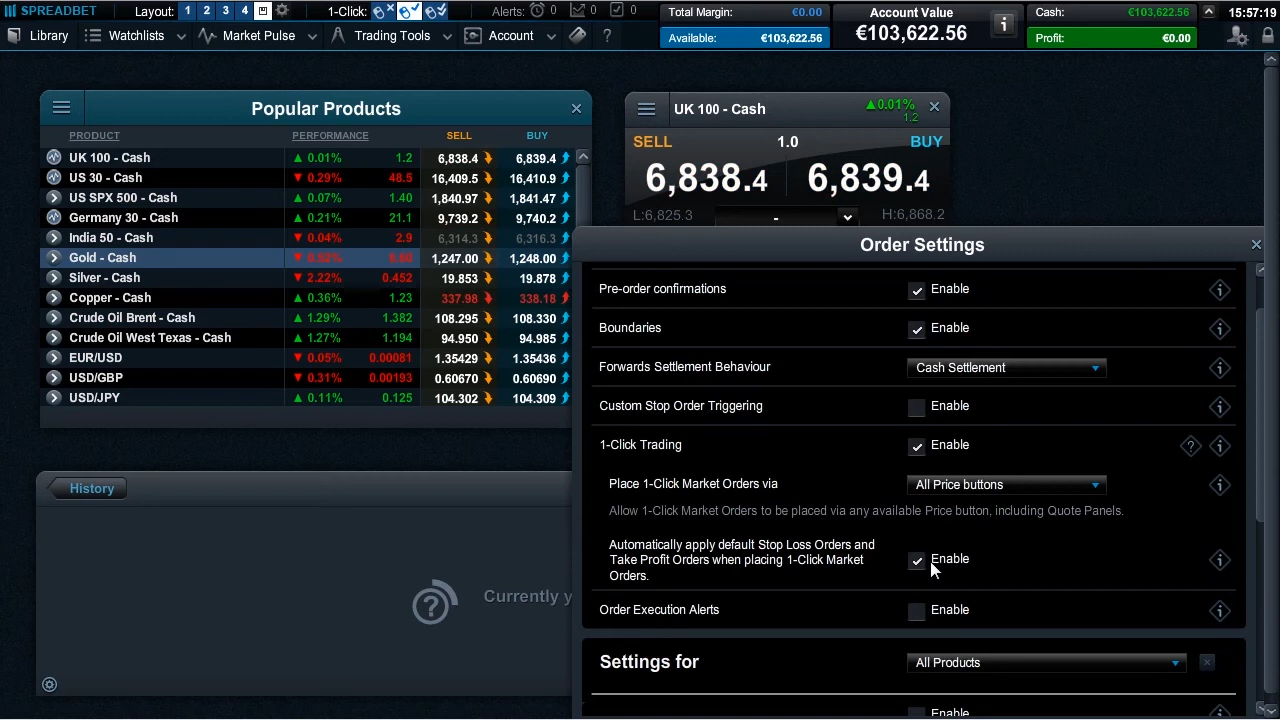 SPREADBET Layout: 1 2 3 4 1-Click: Alerts: 0 0 0 Total Margin: €0.00 Account Value Cash: €103,622.56 15:57:19
Library Watchlists Market Pulse Trading Tools Account ? Available: €103,622.56 €103,622.56 Profit: €0.00
Popular Products
PRODUCT PERFORMANCE SELL BUY
UK 100 - Cash ▲ 0.01% 1.2 6,838.4 6,839.4
US 30 - Cash ▼ 0.29% 48.5 16,409.5 16,410.9
US SPX 500 - Cash ▲ 0.07% 1.40 1,840.97 1,841.47
Germany 30 - Cash ▲ 0.21% 21.1 9,739.2 9,740.2
India 50 - Cash ▼ 0.04% 2.9 6,314.3 6,316.3
Gold - Cash 1,247.00 1,248.00
Silver - Cash ▼ 2.22% 0.452 19.853 19.878
Copper - Cash ▲ 0.36% 1.23 337.98 338.18
Crude Oil Brent - Cash ▲ 1.29% 1.382 108.295 108.330
Crude Oil West Texas - Cash ▲ 1.27% 1.194 94.950 94.985
EUR/USD ▼ 0.05% 0.00081 1.35429 1.35436
USD/GBP ▼ 0.31% 0.00193 0.60670 0.60690
USD/JPY ▲ 0.11% 0.125 104.302 104.309
UK 100 - Cash ▲0.01%
1.2
SELL 1.0 BUY
6,838.4 6,839.4
L:6,825.3 - H:6,868.2
History
Currently y
Order Settings
Pre-order confirmations Enable
Boundaries Enable
Forwards Settlement Behaviour Cash Settlement
Custom Stop Order Triggering Enable
1-Click Trading Enable ?
Place 1-Click Market Orders via All Price buttons
Allow 1-Click Market Orders to be placed via any available Price button, including Quote Panels.
Automatically apply default Stop Loss Orders and
Take Profit Orders when placing 1-Click Market Enable
Orders.
Order Execution Alerts Enable
Settings for All Products
Enable